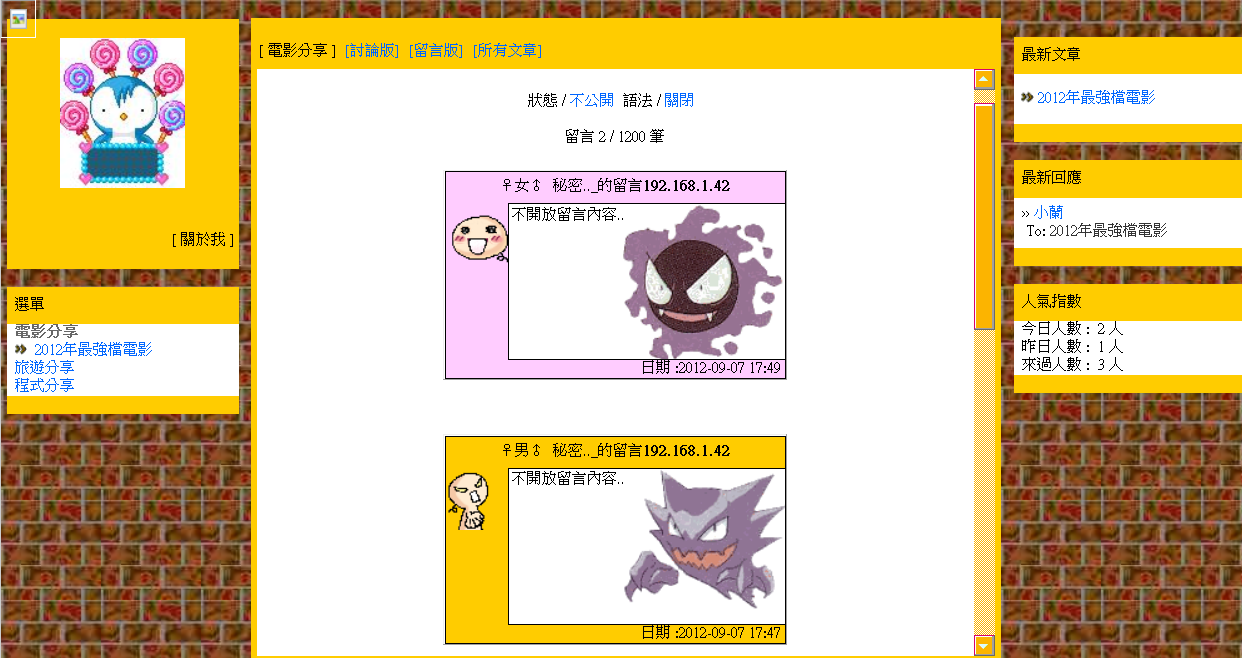 [ 關於我 ]
選單
電影分享
2012年最強檔電影
旅遊分享
程式分享
[ 電影分享 ] [討論版] [留言版] [所有文章]
狀態 / 不公開 語法 / 關閉
留言 2 / 1200 筆
♀女♂ 秘密.._的留言192.168.1.42
不開放留言內容..
日期 :2012-09-07 17:49
♀男♂ 秘密.._的留言192.168.1.42
不開放留言內容..
日期 :2012-09-07 17:47
最新文章
2012年最強檔電影
最新回應
» 小蘭
To: 2012年最強檔電影
人氣指數
今日人數 : 2 人
昨日人數 : 1 人
來過人數 : 3 人